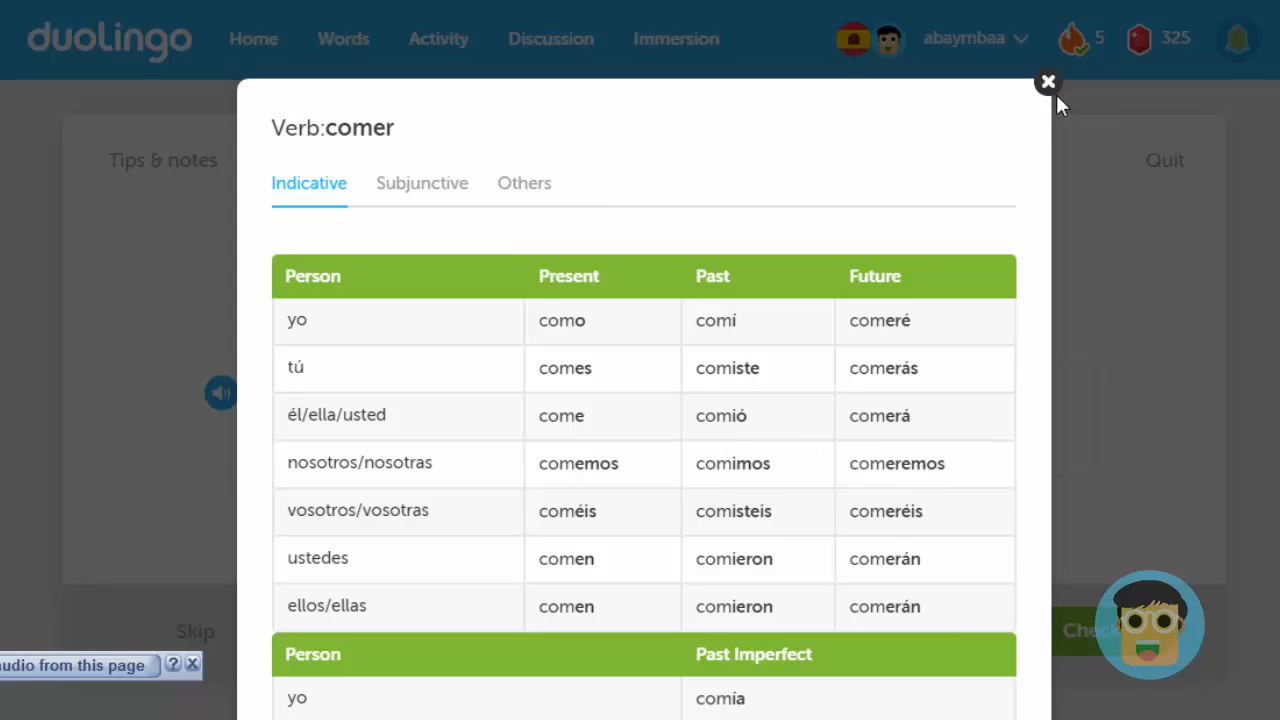 duolingo Home Words Activity Discussion Immersion abaymbaa 5 325
Verb:comer
Tips & notes Quit
Indicative Subjunctive Others
Person Present Past Future
yo como comí comeré
tú comes comiste comerás
él/ella/usted come comió comerá
nosotros/nosotras comemos comimos comeremos
vosotros/vosotras coméis comisteis comeréis
ustedes comen comieron comerán
ellos/ellas comen comieron comerán
Skip Check
Person Past Imperfect
audio from this page ? X
yo comía